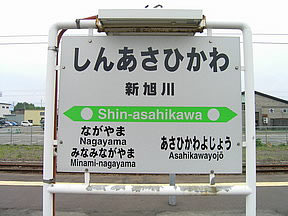 しんあさひかわ
新旭川
Shin-asahikawa
ながやま
Nagayama
みなみながやま
Minami-nagayama
あさひかわよじょう
Asahikawayojō